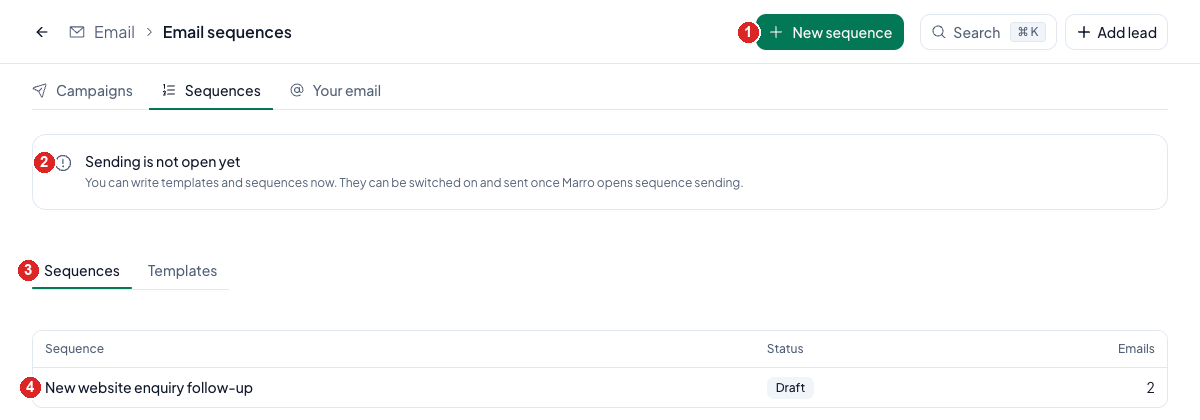 Email > Email sequences
1 + New sequence
Search ⌘ K
+ Add lead
Campaigns
Sequences
Your email
2 Sending is not open yet
You can write templates and sequences now. They can be switched on and sent once Marro opens sequence sending.
3 Sequences
Templates
Sequence Status Emails
4 New website enquiry follow-up Draft 2